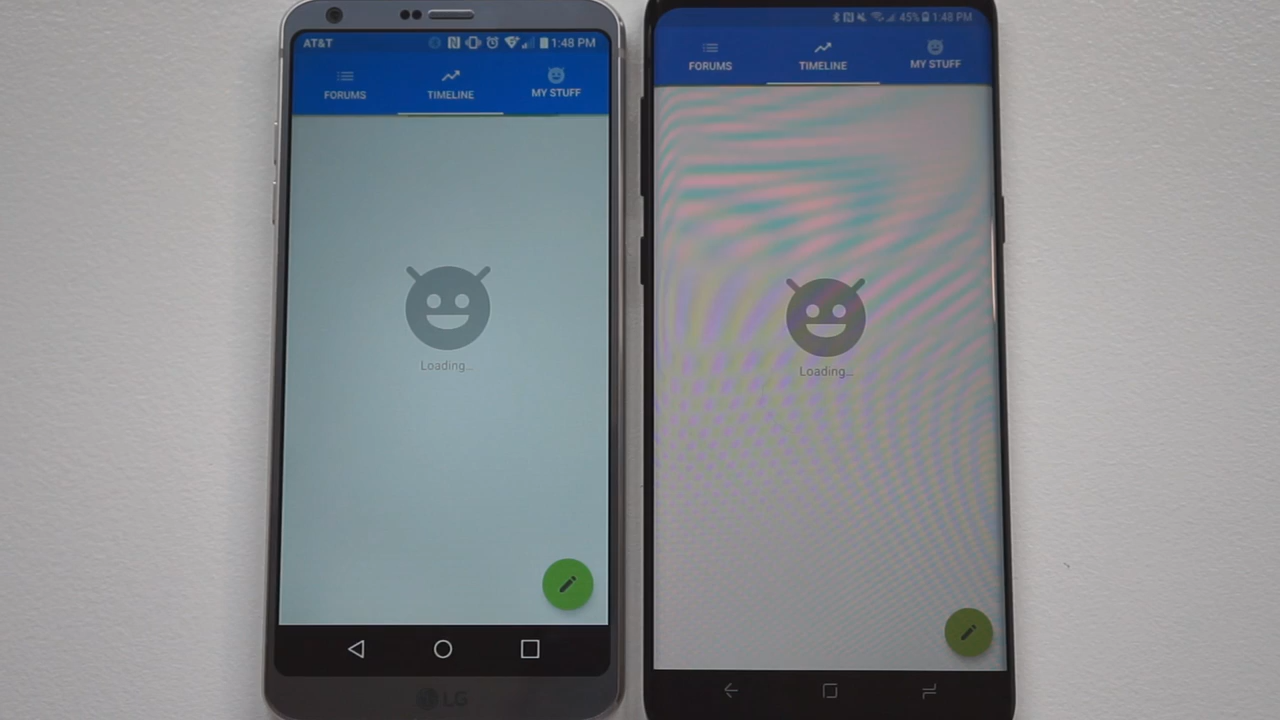 AT&T
1:48 PM
FORUMS
TIMELINE
MY STUFF
Loading...
LG
45% 1:48 PM
FORUMS
TIMELINE
MY STUFF
Loading...